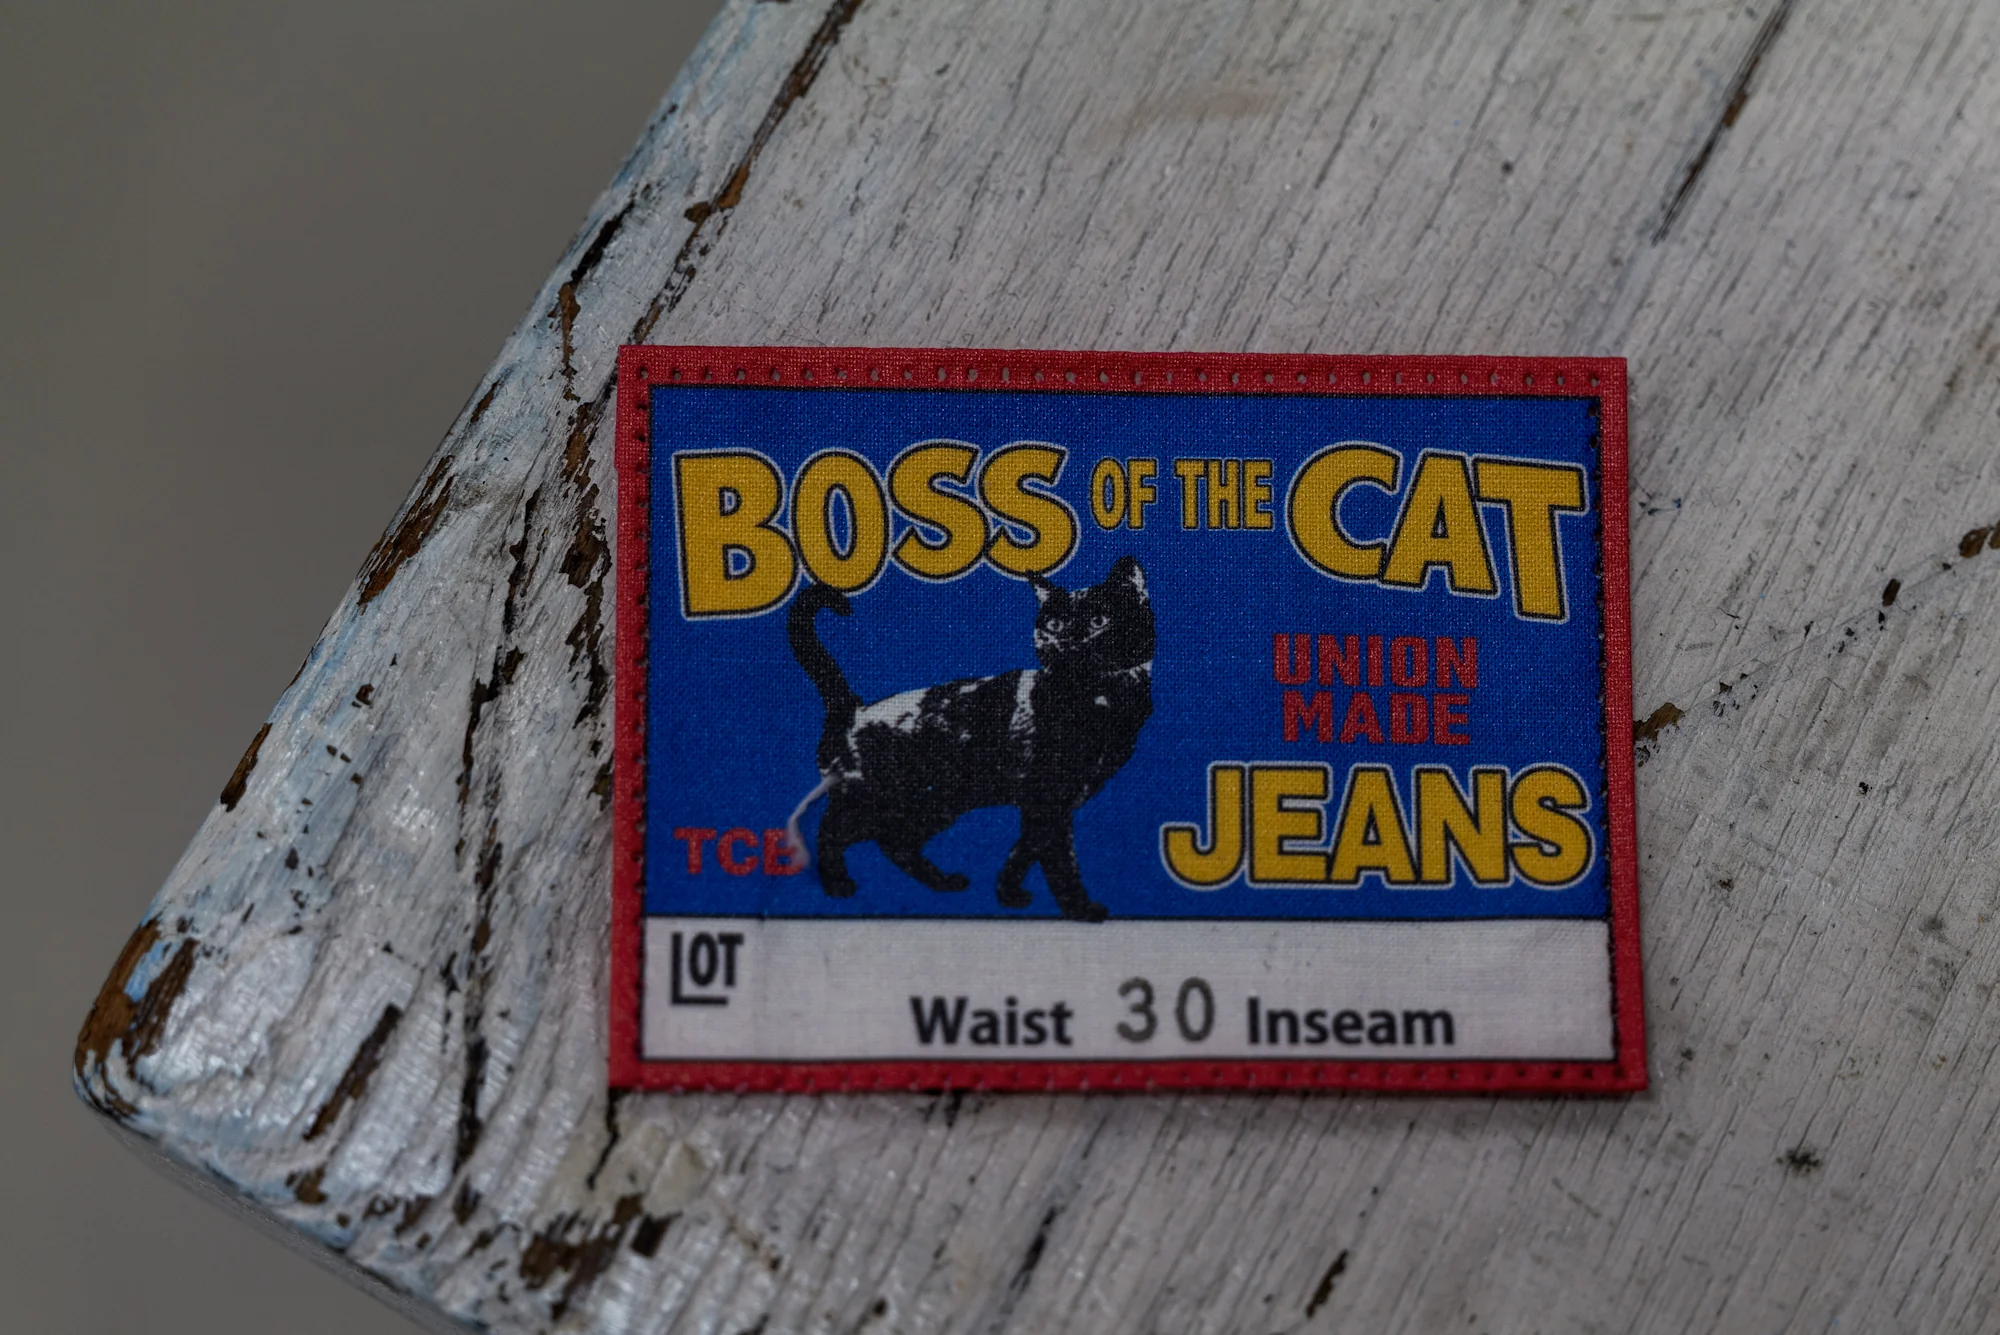 BOSS OF THE CAT
UNION
MADE
JEANS
TCB
LOT
Waist 30 Inseam